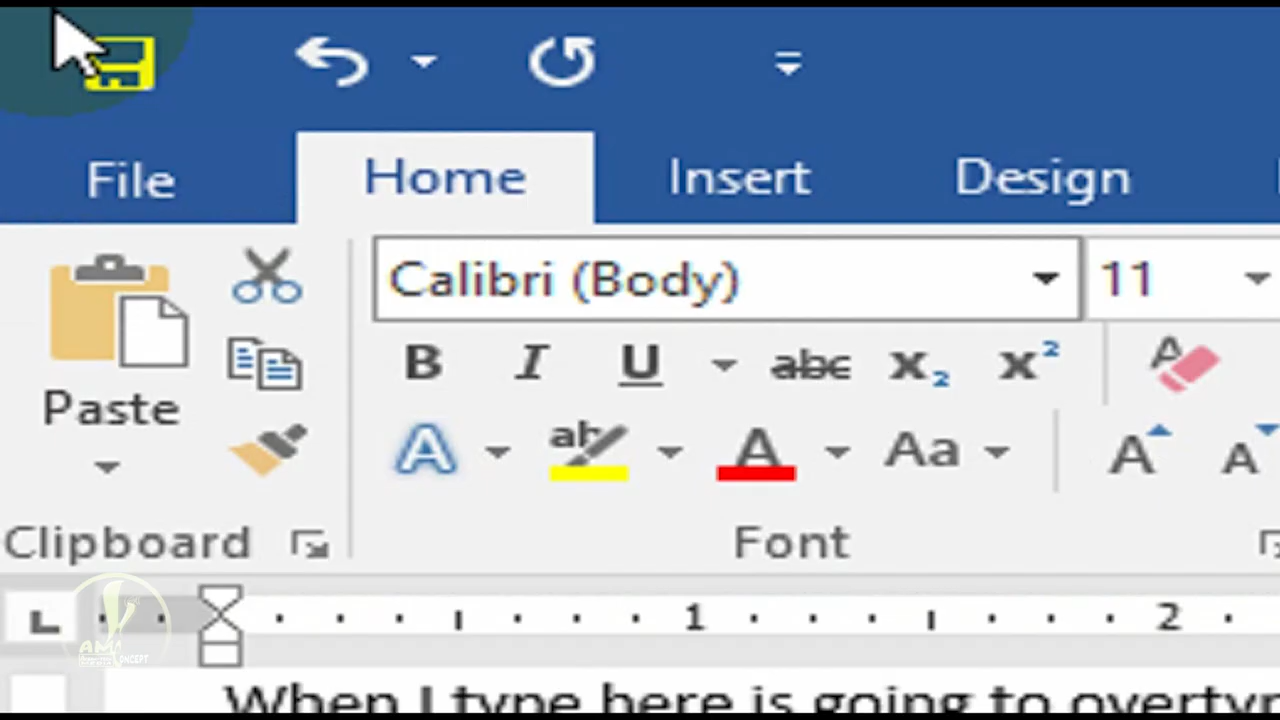 File Home Insert Design
Calibri (Body) 11
B I U abc x₂ x²
Paste
A ab A Aa A A
Clipboard Font
L 1 2
When I type here is going to overtyp